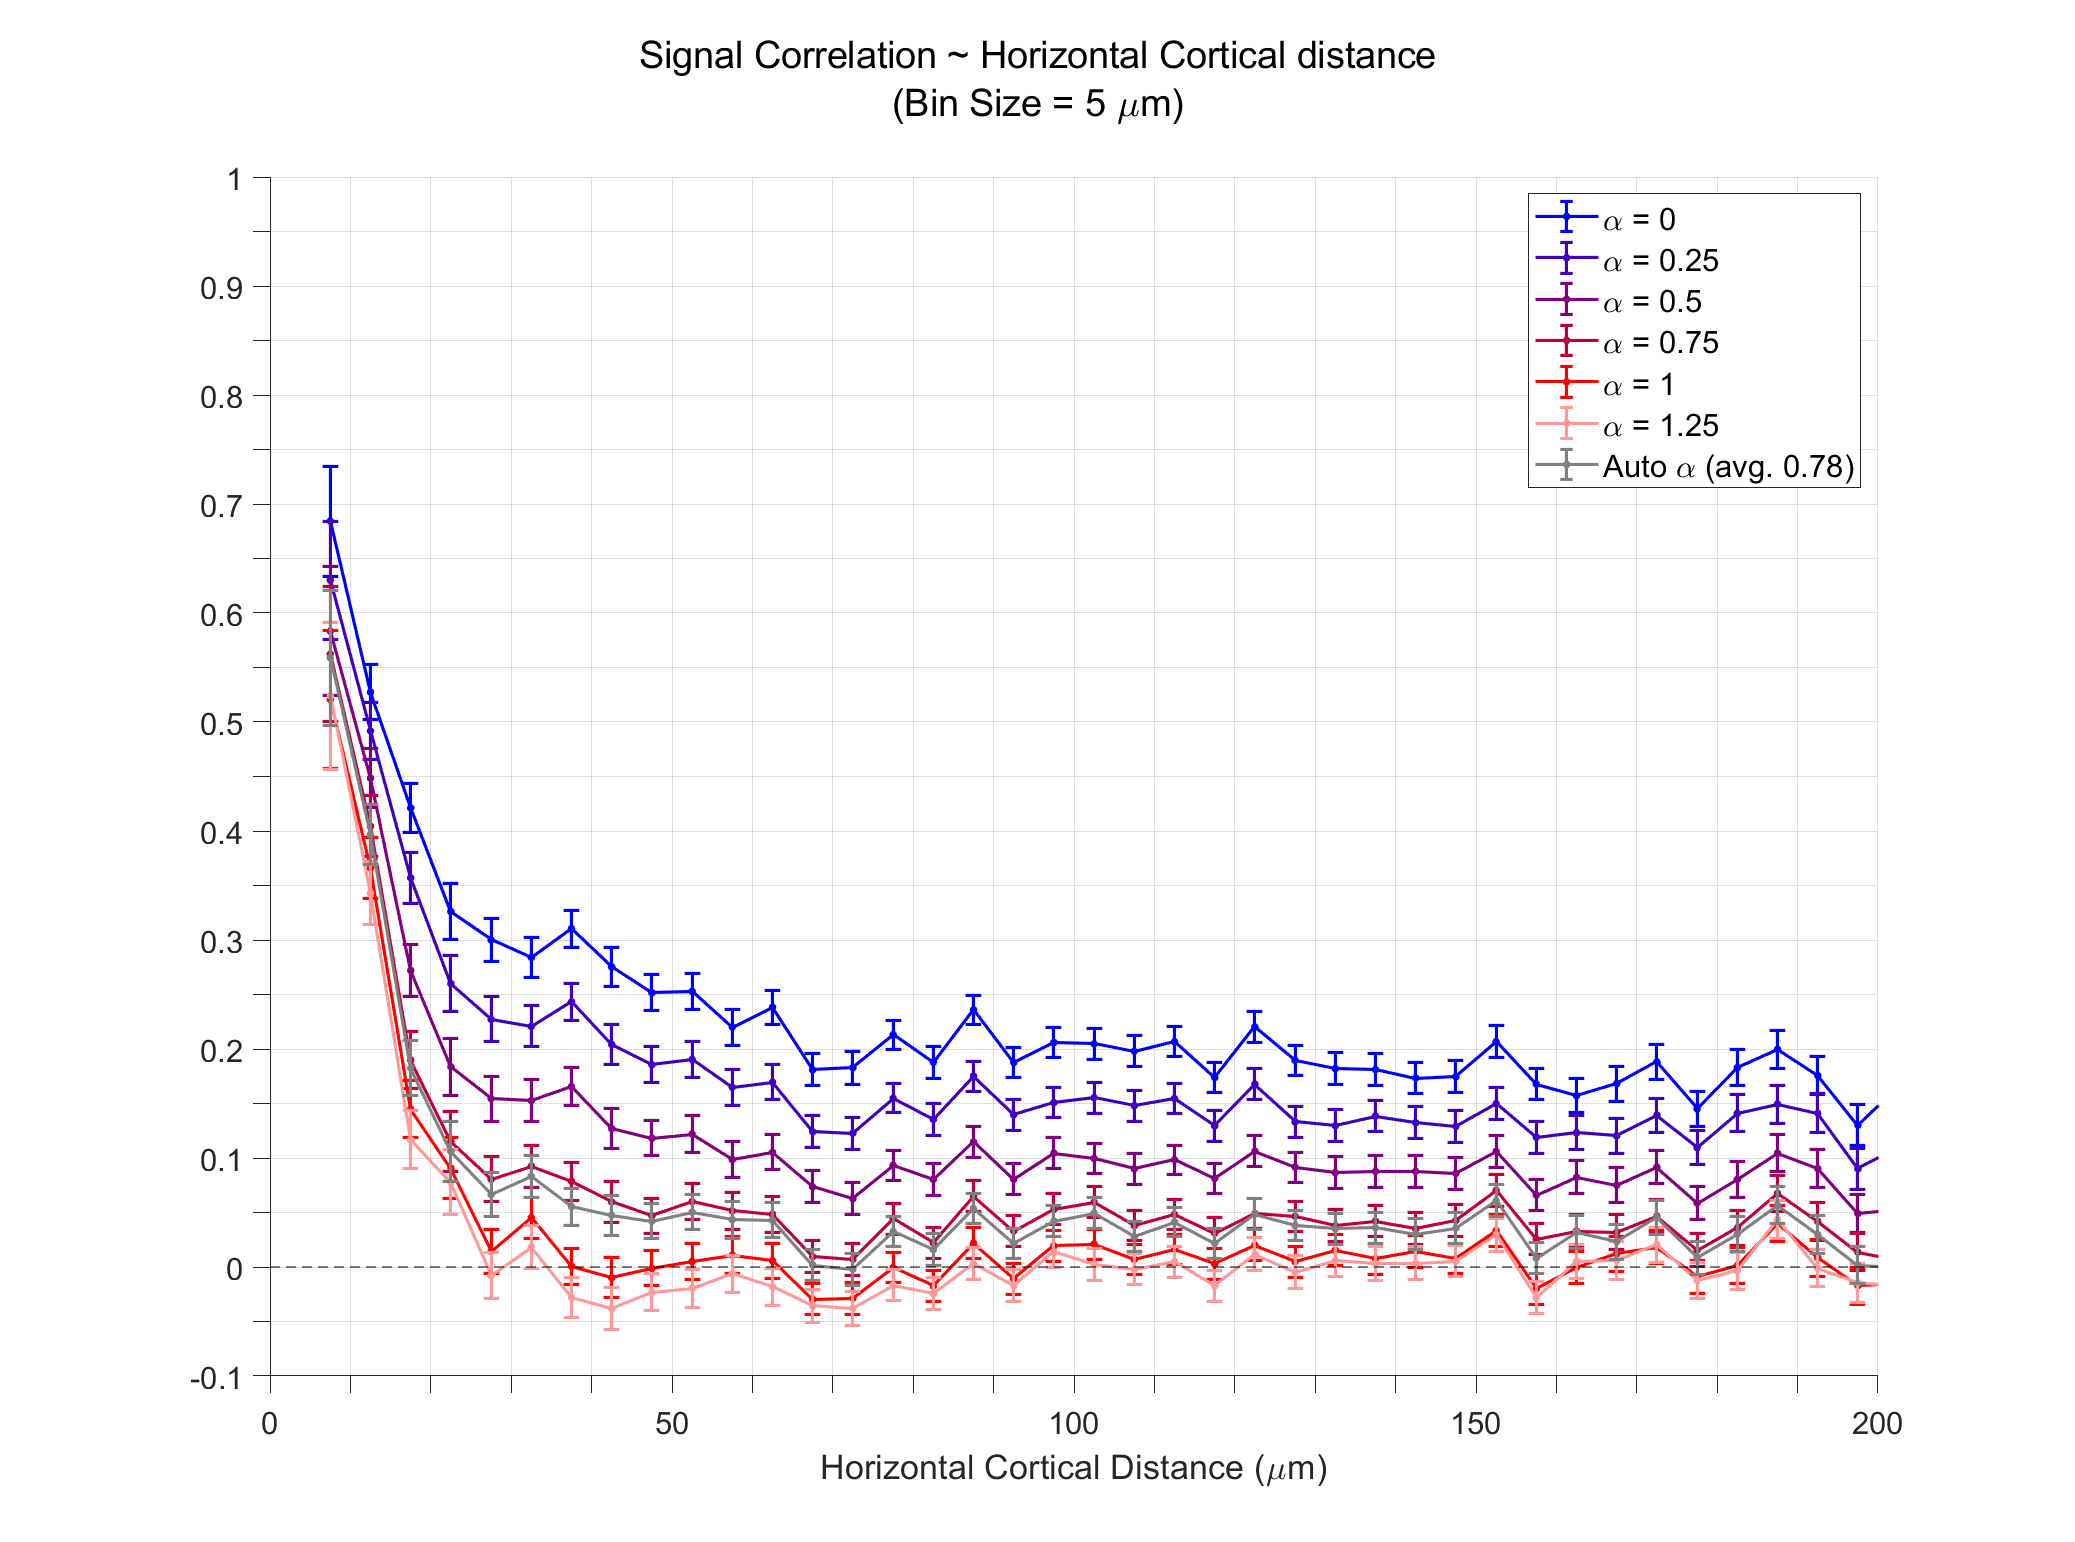 Signal Correlation ~ Horizontal Cortical distance
(Bin Size = 5 μm)
1
0.9
0.8
0.7
0.6
0.5
0.4
0.3
0.2
0.1
0
-0.1
α = 0
α = 0.25
α = 0.5
α = 0.75
α = 1
α = 1.25
Auto α (avg. 0.78)
0 50 100 150 200
Horizontal Cortical Distance (μm)